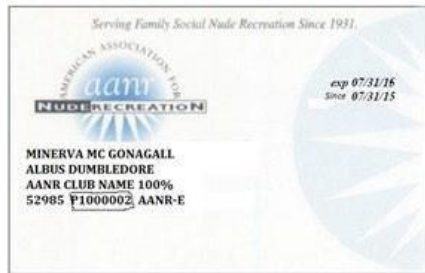 Serving Family Social Nude Recreation Since 1931.
AMERICAN ASSOCIATION FOR
aanr
NUDE RECREATION
exp 07/31/16
Since 07/31/15
MINERVA MC GONAGALL
ALBUS DUMBLEDORE
AANR CLUB NAME 100%
52985 P1000002 AANR-E